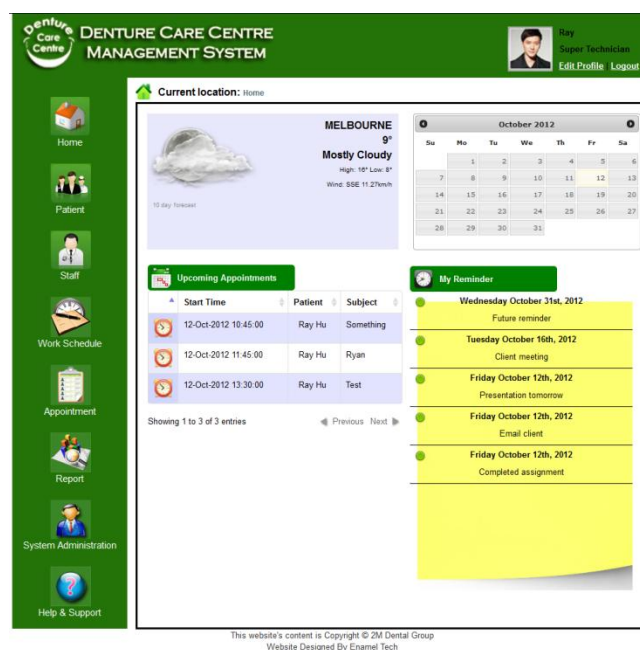 Denture
Care
Centre
DENTURE CARE CENTRE
MANAGEMENT SYSTEM
Ray
Super Technician
Edit Profile Logout
Current location: Home
Home
Patient
Staff
Work Schedule
Appointment
Report
System Administration
Help & Support
MELBOURNE
9°
Mostly Cloudy
High: 16° Low: 8°
Wind: SSE 11.27km/h
10 day forecast
October 2012
Su Mo Tu We Th Fr Sa
1 2 3 4 5 6
7 8 9 10 11 12 13
14 15 16 17 18 19 20
21 22 23 24 25 26 27
28 29 30 31
Upcoming Appointments
Start Time Patient Subject
12-Oct-2012 10:45:00 Ray Hu Something
12-Oct-2012 11:45:00 Ray Hu Ryan
12-Oct-2012 13:30:00 Ray Hu Test
Showing 1 to 3 of 3 entries Previous Next
My Reminder
Wednesday October 31st, 2012
Future reminder
Tuesday October 16th, 2012
Client meeting
Friday October 12th, 2012
Presentation tomorrow
Friday October 12th, 2012
Email client
Friday October 12th, 2012
Completed assignment
This website's content is Copyright © 2M Dental Group
Website Designed By Enamel Tech